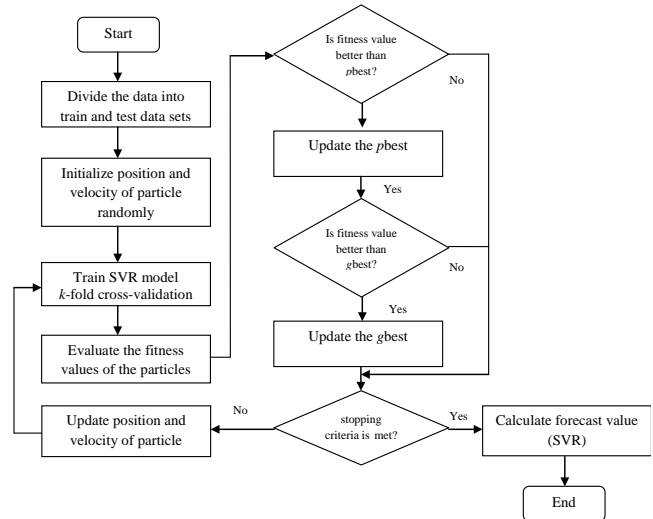 Start
Divide the data into
train and test data sets
Initialize position and
velocity of particle
randomly
Train SVR model
k-fold cross-validation
Evaluate the fitness
values of the particles
Update position and
velocity of particle
Is fitness value
better than
pbest?
No
Update the pbest
Yes
Is fitness value
better than
gbest?
No
Yes
Update the gbest
stopping
criteria is met?
No
Yes
Calculate forecast value
(SVR)
End